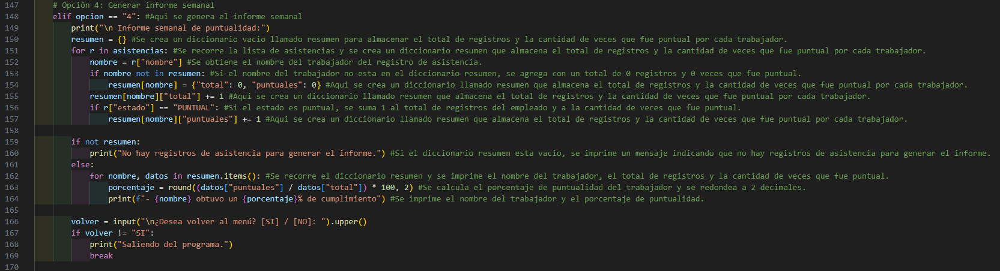 147 # Opción 4: Generar informe semanal
148 elif opcion == "4": #Aqui se genera el informe semanal
149 print("\n Informe semanal de puntualidad:")
150 resumen = {} #Se crea un diccionario vacio llamado resumen para almacenar el total de registros y la cantidad de veces que fue puntual por cada trabajador.
151 for r in asistencias: #Se recorre la lista de asistencias y se crea un diccionario resumen que almacena el total de registros y la cantidad de veces que fue puntual por cada trabajador.
152 nombre = r["nombre"] #Se obtiene el nombre del trabajador del registro de asistencia.
153 if nombre not in resumen: #Si el nombre del trabajador no esta en el diccionario resumen, se agrega con un total de 0 registros y 0 veces que fue puntual.
154 resumen[nombre] = {"total": 0, "puntuales": 0} #Aqui se crea un diccionario llamado resumen que almacena el total de registros y la cantidad de veces que fue puntual por cada trabajador.
155 resumen[nombre]["total"] += 1 #Aqui se crea un diccionario llamado resumen que almacena el total de registros y la cantidad de veces que fue puntual por cada trabajador.
156 if r["estado"] == "PUNTUAL": #Si el estado es puntual, se suma 1 al total de registros del empleado y a la cantidad de veces que fue puntual.
157 resumen[nombre]["puntuales"] += 1 #Aqui se crea un diccionario llamado resumen que almacena el total de registros y la cantidad de veces que fue puntual por cada trabajador.
158
159 if not resumen:
160 print("No hay registros de asistencia para generar el informe.") #Si el diccionario resumen esta vacio, se imprime un mensaje indicando que no hay registros de asistencia para generar el informe.
161 else:
162 for nombre, datos in resumen.items(): #Se recorre el diccionario resumen y se imprime el nombre del trabajador, el total de registros y la cantidad de veces que fue puntual.
163 porcentaje = round((datos["puntuales"] / datos["total"]) * 100, 2) #Se calcula el porcentaje de puntualidad del trabajador y se redondea a 2 decimales.
164 print(f"- {nombre} obtuvo un {porcentaje}% de cumplimiento") #Se imprime el nombre del trabajador y el porcentaje de puntualidad.
165
166 volver = input("\n¿Desea volver al menú? [SI] / [NO]: ").upper()
167 if volver != "SI":
168 print("Saliendo del programa.")
169 break
170